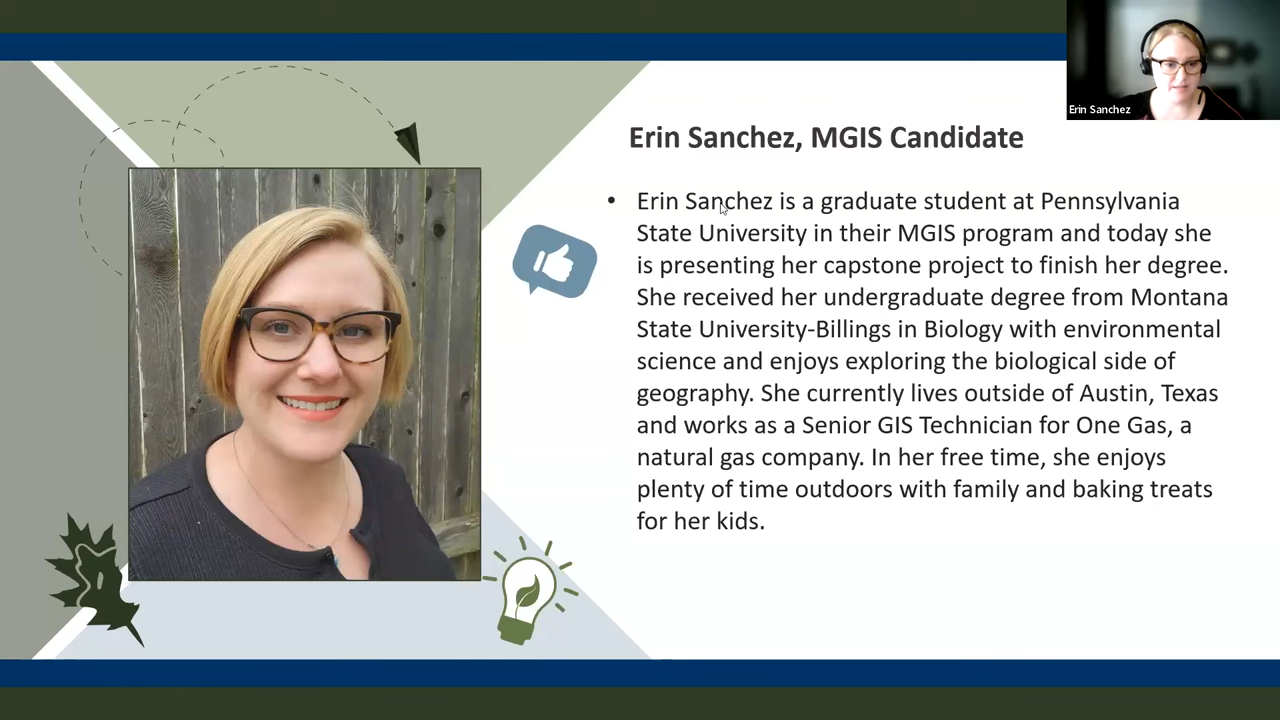 Erin Sanchez
Erin Sanchez, MGIS Candidate
• Erin Sanchez is a graduate student at Pennsylvania
State University in their MGIS program and today she
is presenting her capstone project to finish her degree.
She received her undergraduate degree from Montana
State University-Billings in Biology with environmental
science and enjoys exploring the biological side of
geography. She currently lives outside of Austin, Texas
and works as a Senior GIS Technician for One Gas, a
natural gas company. In her free time, she enjoys
plenty of time outdoors with family and baking treats
for her kids.